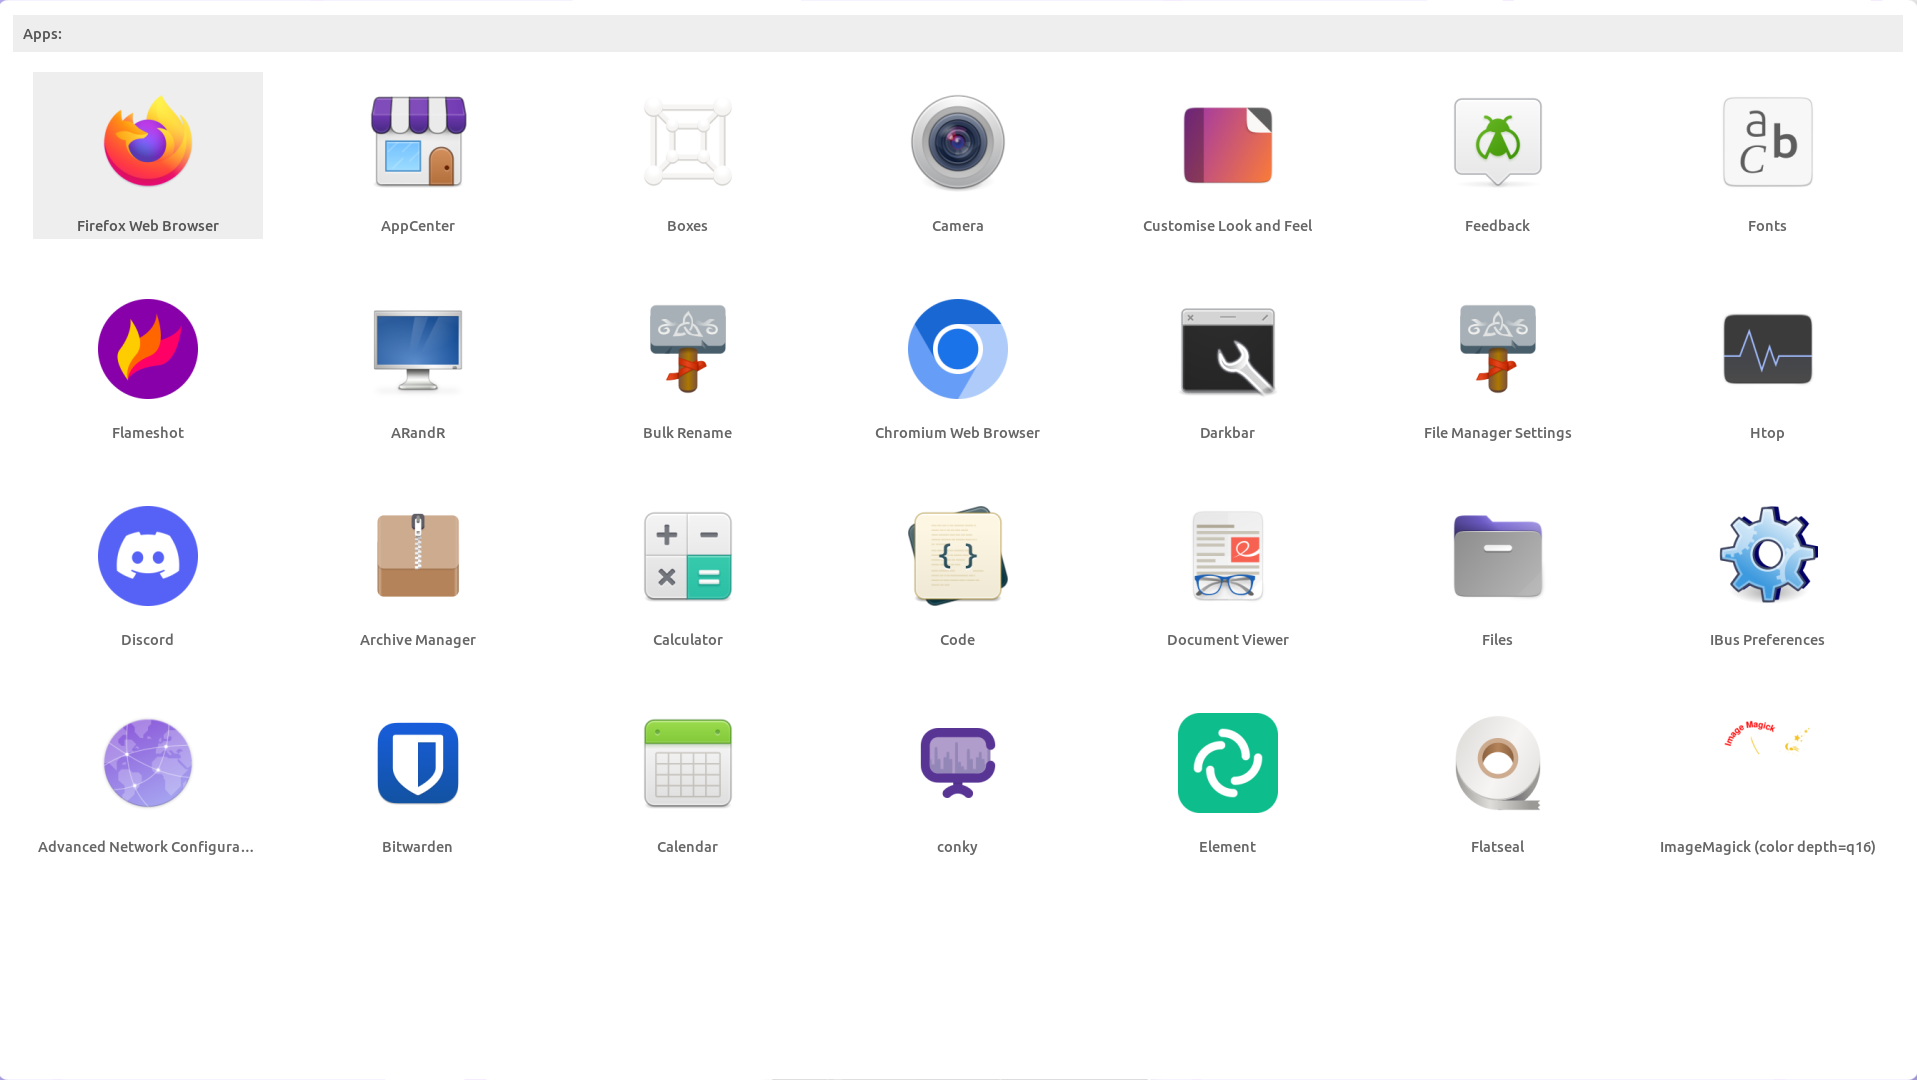 Apps:
Firefox Web Browser
AppCenter
Boxes
Camera
Customise Look and Feel
Feedback
Fonts
Flameshot
ARandR
Bulk Rename
Chromium Web Browser
Darkbar
File Manager Settings
Htop
Discord
Archive Manager
Calculator
Code
Document Viewer
Files
IBus Preferences
Advanced Network Configura...
Bitwarden
Calendar
conky
Element
Flatseal
Image Magick
ImageMagick (color depth=q16)